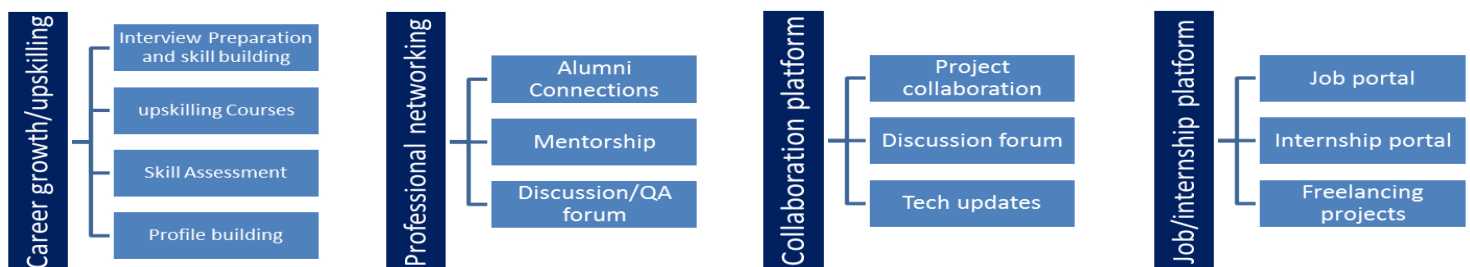 Career growth/upskilling
Interview Preparation
and skill building
upskilling Courses
Skill Assessment
Profile building
Professional networking
Alumni
Connections
Mentorship
Discussion/QA
forum
Collaboration platform
Project
collaboration
Discussion forum
Tech updates
Job/internship platform
Job portal
Internship portal
Freelancing
projects